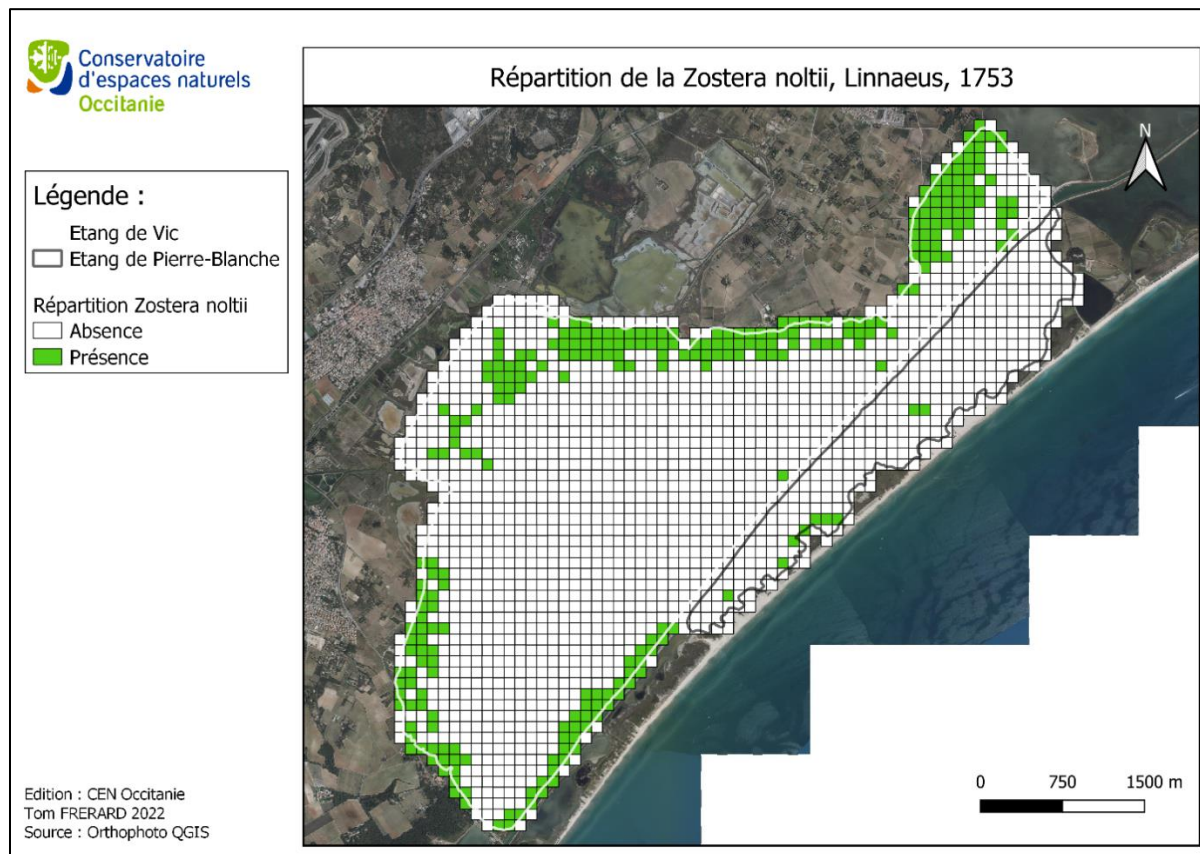 Conservatoire
d'espaces naturels
Occitanie
Répartition de la Zostera noltii, Linnaeus, 1753
N
Légende :
Etang de Vic
Etang de Pierre-Blanche
Répartition Zostera noltii
Absence
Présence
0 750 1500 m
Edition : CEN Occitanie
Tom FRERARD 2022
Source : Orthophoto QGIS